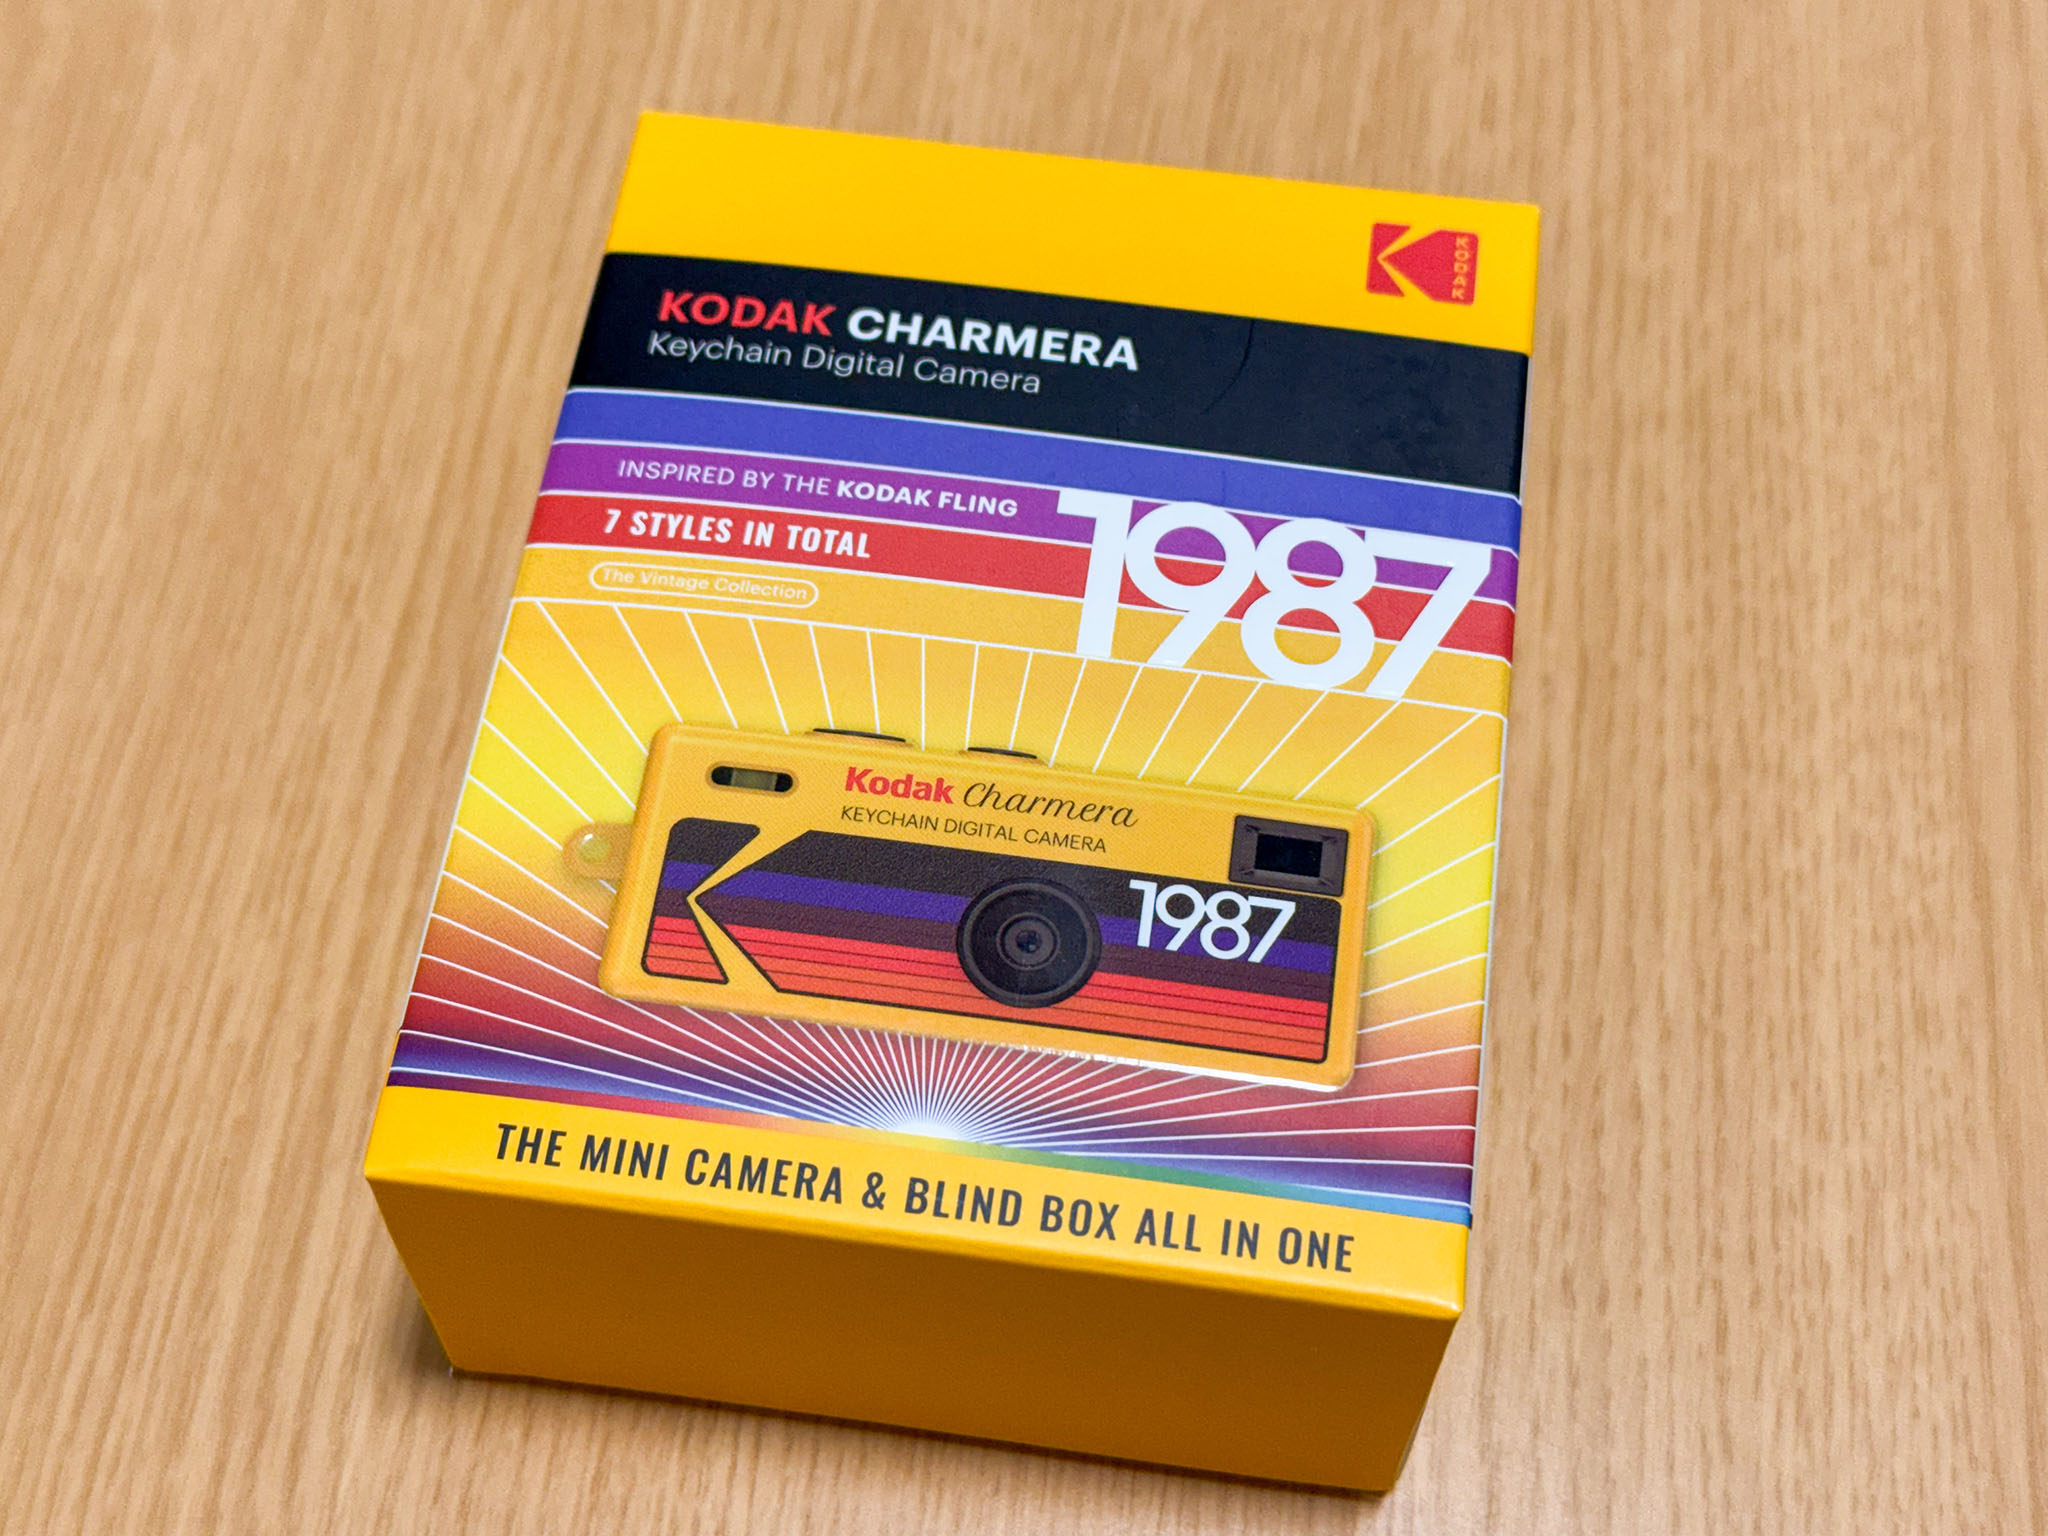 KODAK
KODAK CHARMERA
Keychain Digital Camera
INSPIRED BY THE KODAK FLING
1987
7 STYLES IN TOTAL
The Vintage Collection
Kodak Charmera
KEYCHAIN DIGITAL CAMERA
1987
THE MINI CAMERA & BLIND BOX ALL IN ONE